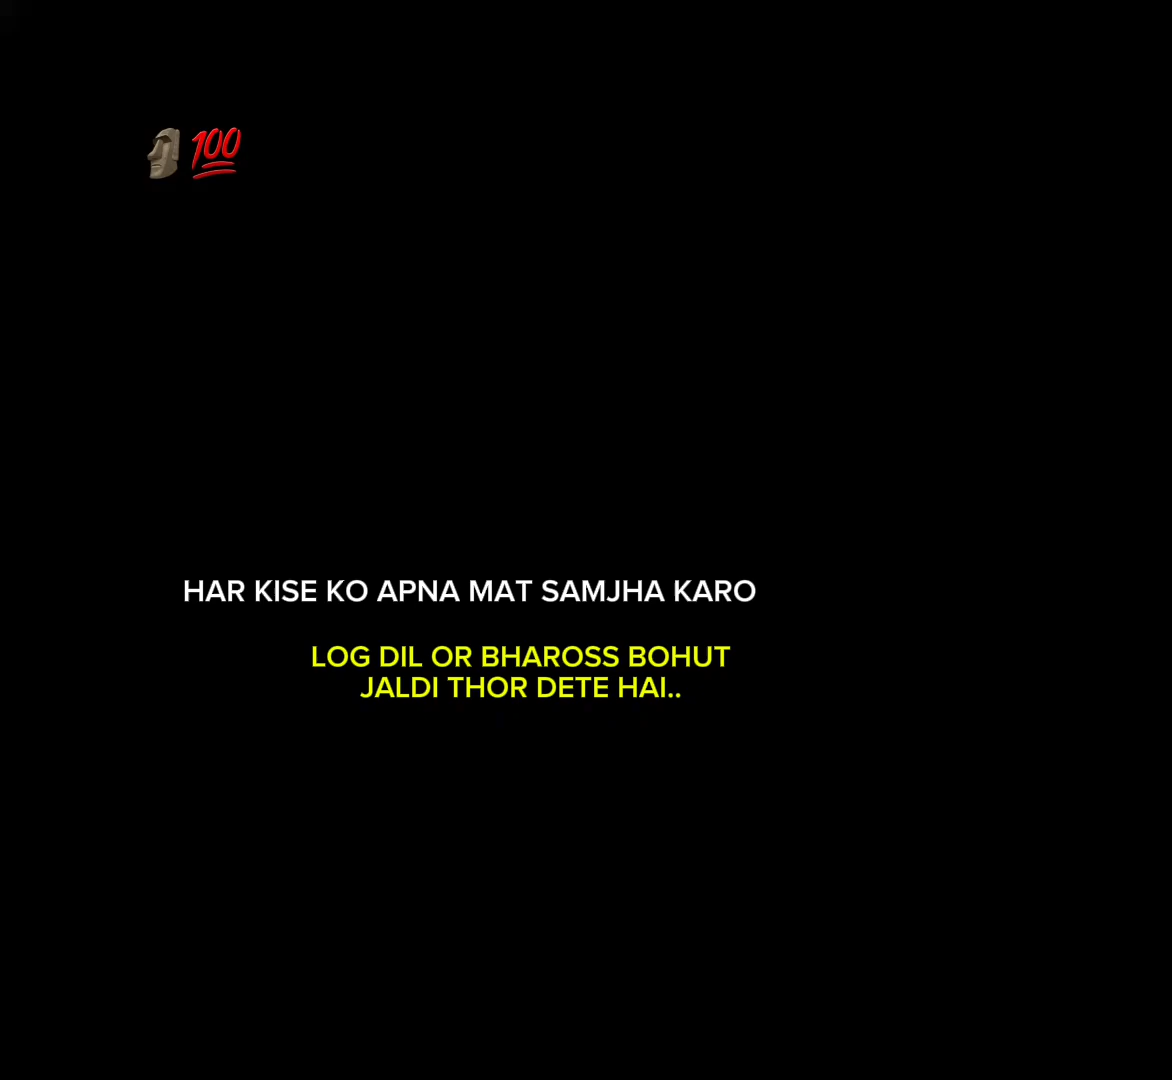 🗿💯
HAR KISE KO APNA MAT SAMJHA KARO
LOG DIL OR BHAROSS BOHUT
JALDI THOR DETE HAI..